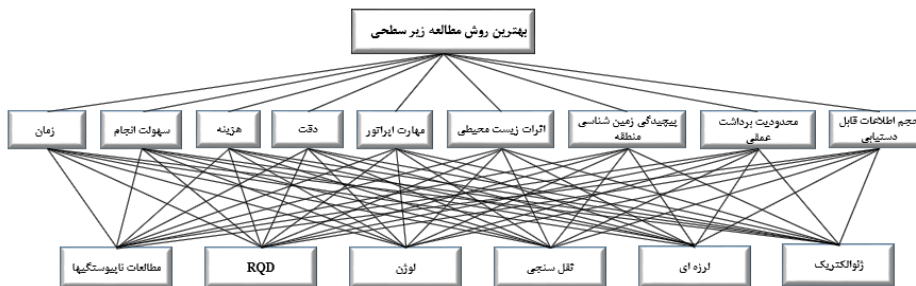 بهترین روش مطالعه زیر سطحی
حجم اطلاعات قابل
دستیابی
محدودیت برداشت
عمقی
پیچیدگی زمین شناسی
منطقه
اثرات زیست محیطی
مهارت اپراتور
دقت
هزینه
سهولت انجام
زمان
ژئوالکتریک
لرزه ای
ثقل سنجی
لوژن
RQD
مطالعات ناپیوستگیها